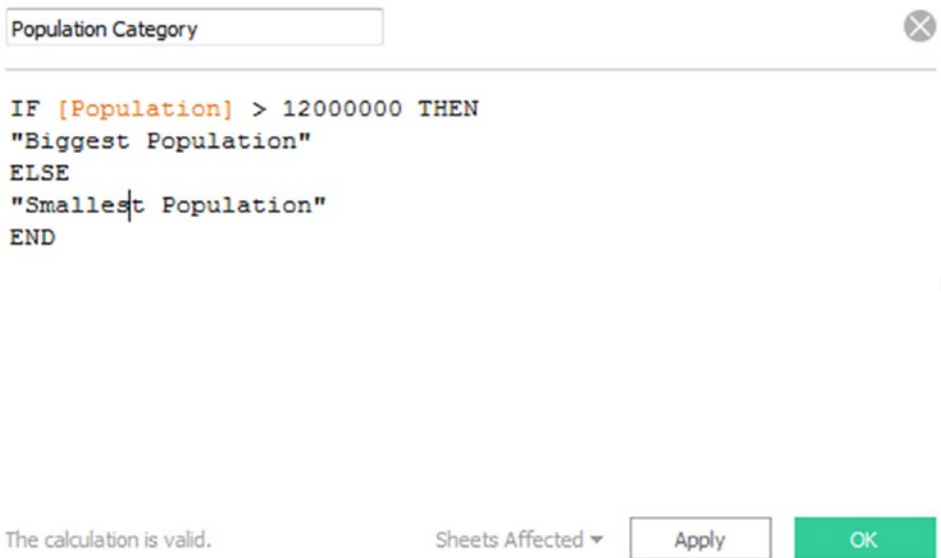 Population Category
IF [Population] > 12000000 THEN
"Biggest Population"
ELSE
"Smallest Population"
END
The calculation is valid. Sheets Affected Apply OK